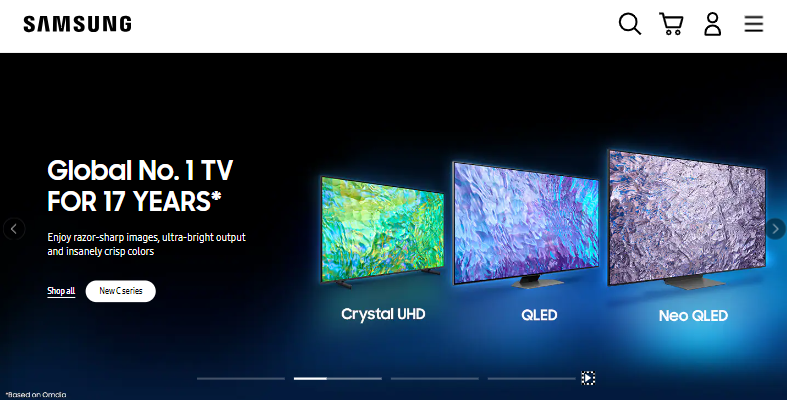 SAMSUNG
Global No. 1 TV
FOR 17 YEARS*
Enjoy razor-sharp images, ultra-bright output
and insanely crisp colors
Shop all
New C series
Crystal UHD
QLED
Neo QLED
*Based on Omdia